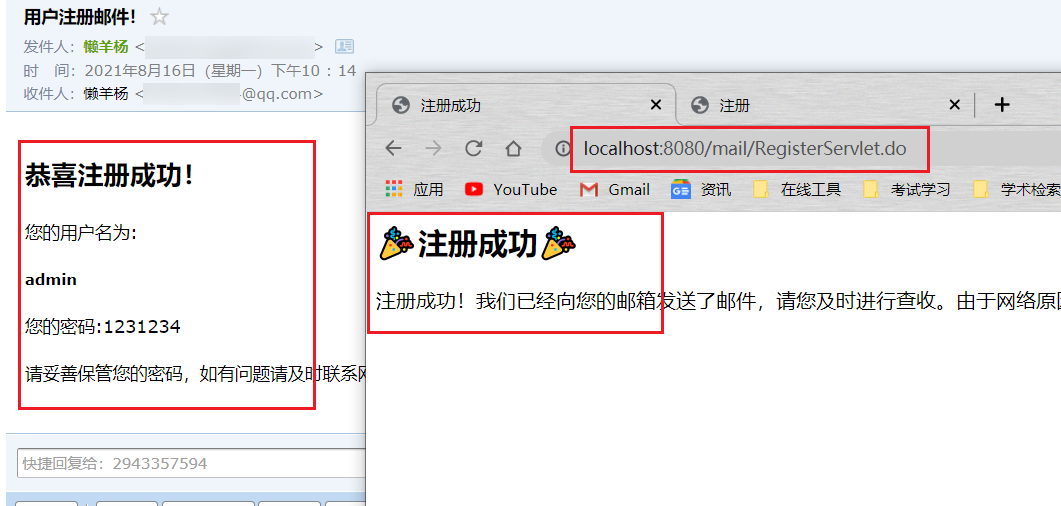 用户注册邮件!
发件人: 懒羊杨 < >
时 间: 2021年8月16日 (星期一) 下午10 : 14
收件人: 懒羊杨 < @qq.com>
恭喜注册成功!
您的用户名为:
admin
您的密码:1231234
请妥善保管您的密码，如有问题请及时联系
快捷回复给: 2943357594
注册成功
注册
localhost:8080/mail/RegisterServlet.do
应用
YouTube
Gmail
资讯
在线工具
考试学习
学术检索
🎉注册成功🎉
注册成功！我们已经向您的邮箱发送了邮件，请您及时进行查收。由于网络原